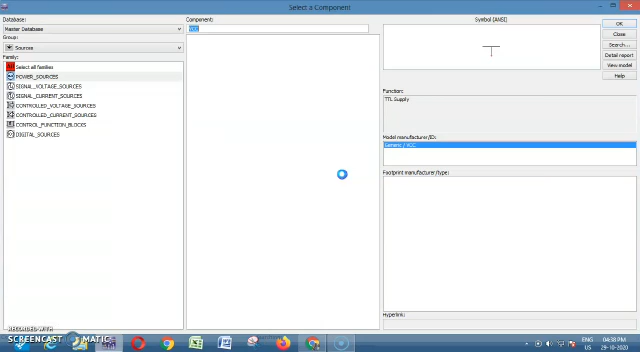 Select a Component
Database:
Master Database
Group:
Sources
Family:
Select all families
POWER_SOURCES
SIGNAL_VOLTAGE_SOURCES
SIGNAL_CURRENT_SOURCES
CONTROLLED_VOLTAGE_SOURCES
CONTROLLED_CURRENT_SOURCES
CONTROL_FUNCTION_BLOCKS
DIGITAL_SOURCES
Component:
VCC
Symbol (ANSI)
OK
Close
Search...
Detail report
View model
Help
Function:
TTL Supply
Model manufacturer/ID:
Generic / VCC
Footprint manufacturer/type:
Hyperlink:
RECORDED WITH
SCREENCAST MATIC
ENG
US
04:38 PM
29-10-2020